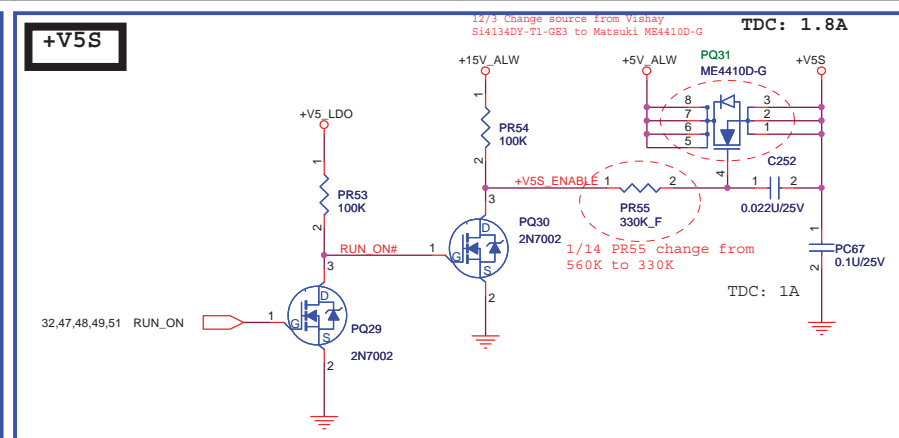 12/3 Change source from Vishay
Si4134DY-T1-GE3 to Matsuki ME4410D-G
TDC: 1.8A
+V5S
+15V_ALW
+5V_ALW
PQ31
ME4410D-G
+V5S
1
8
7
6
5
3
2
1
4
+V5_LDO
PR54
100K
2
1
PR53
100K
2
C252
1
2
0.022U/25V
+V5S_ENABLE
1
2
PR55
330K_F
3
D
G
S
1
2
PQ30
2N7002
RUN_ON#
1/14 PR55 change from
560K to 330K
1
PC67
0.1U/25V
2
TDC: 1A
3
D
G
S
1
2
PQ29
2N7002
32,47,48,49,51 RUN_ON